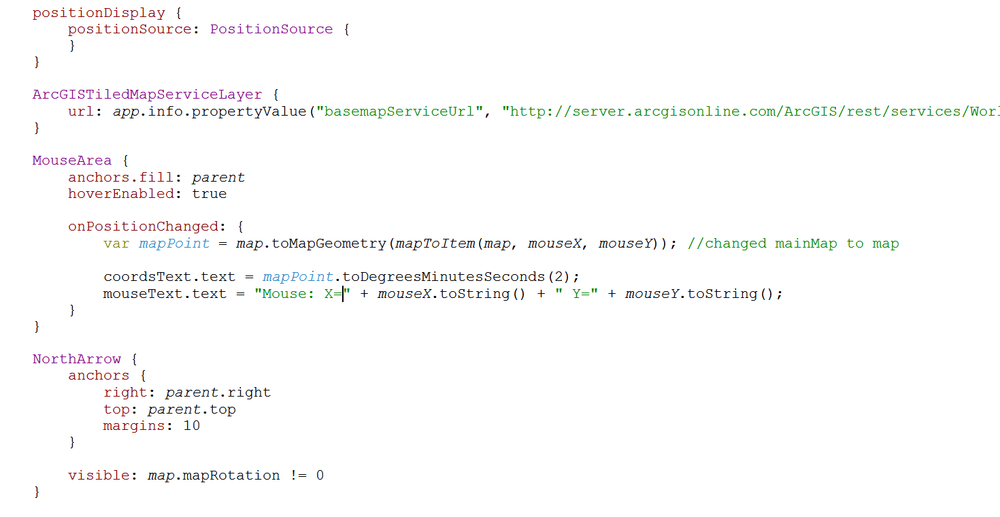 positionDisplay {
    positionSource: PositionSource {
    }
}
ArcGISTiledMapServiceLayer {
    url: app.info.propertyValue("basemapServiceUrl", "http://server.arcgisonline.com/ArcGIS/rest/services/Worl
}
MouseArea {
    anchors.fill: parent
    hoverEnabled: true
    onPositionChanged: {
        var mapPoint = map.toMapGeometry(mapToItem(map, mouseX, mouseY)); //changed mainMap to map
        coordsText.text = mapPoint.toDegreesMinutesSeconds(2);
        mouseText.text = "Mouse: X=" + mouseX.toString() + " Y=" + mouseY.toString();
    }
}
NorthArrow {
    anchors {
        right: parent.right
        top: parent.top
        margins: 10
    }
    visible: map.mapRotation != 0
}